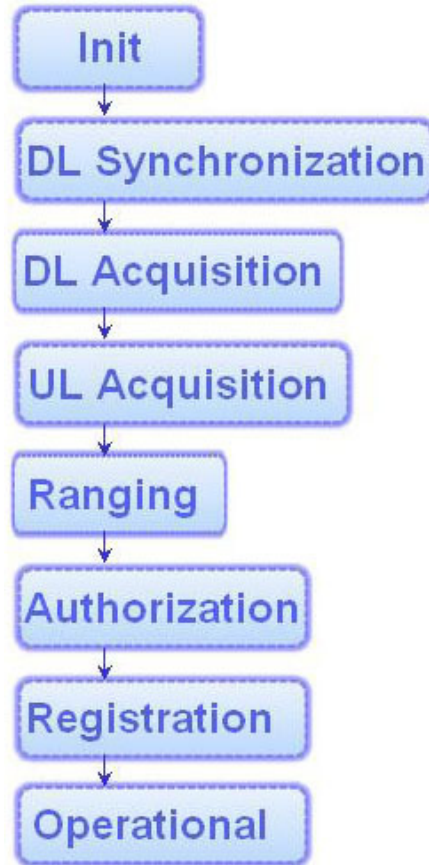 Init
DL Synchronization
DL Acquisition
UL Acquisition
Ranging
Authorization
Registration
Operational